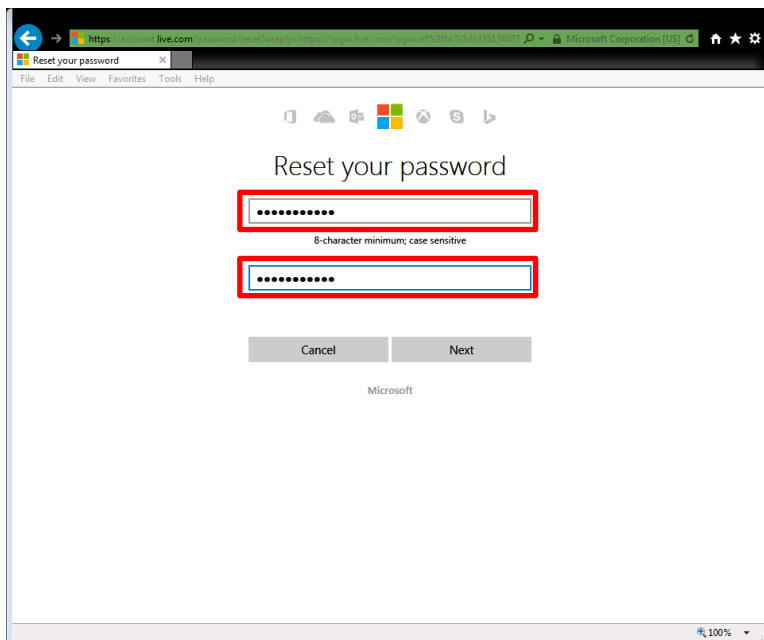 https://account.live.com/password/reset?wreply=https://login.live.com/login.srf%3fbk%3d1455134037 Microsoft Corporation [US]
Reset your password
File Edit View Favorites Tools Help
Reset your password
8-character minimum; case sensitive
Cancel Next
Microsoft
100%